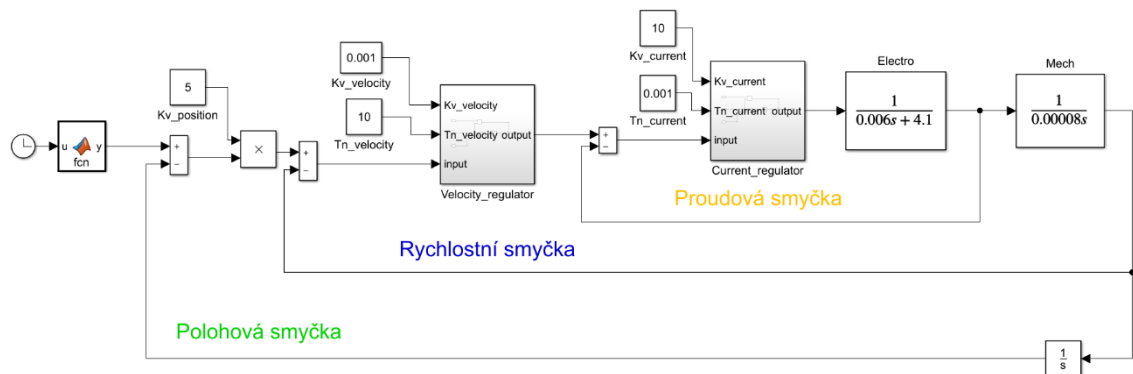 5
Kv_position
u y
fcn
+
−
×
+
−
0.001
Kv_velocity
10
Tn_velocity
Kv_velocity
Tn_velocity output
input
Velocity_regulator
+
−
10
Kv_current
0.001
Tn_current
Kv_current
Tn_current output
input
Current_regulator
Electro
1
0.006s + 4.1
Mech
1
0.00008s
Proudová smyčka
Rychlostní smyčka
Polohová smyčka
1
s